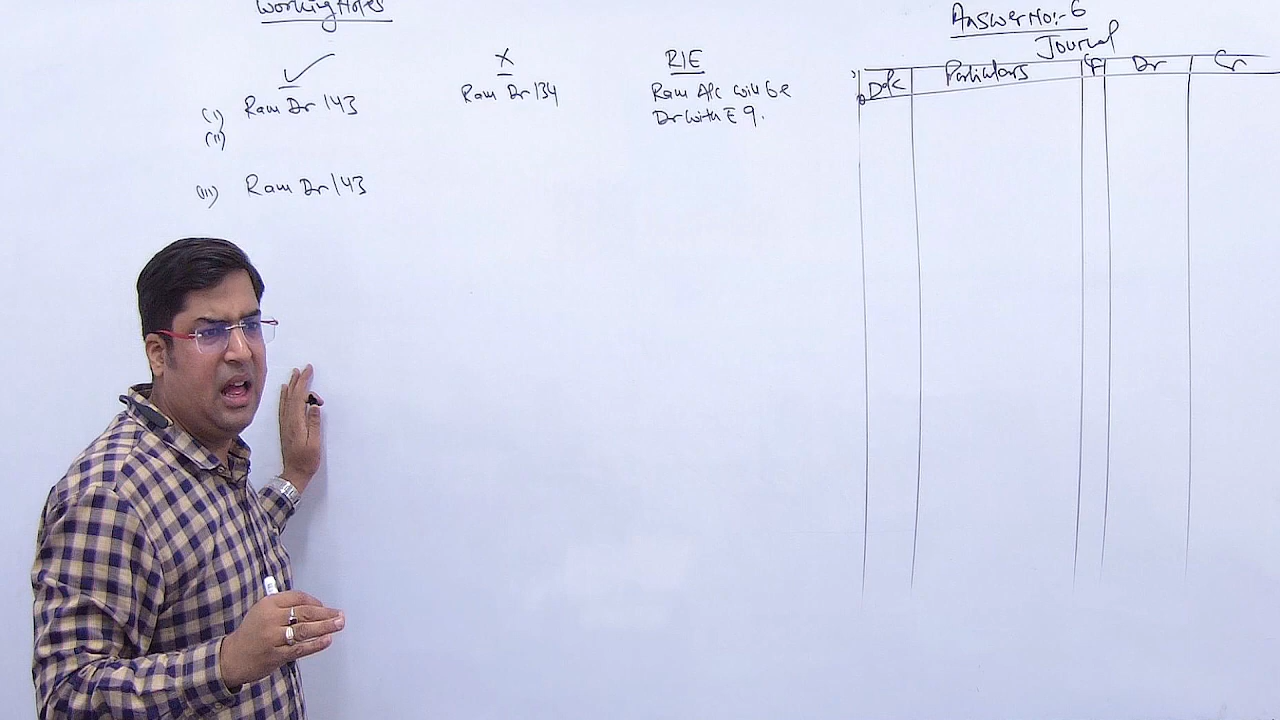 Working Notes
✓
X
R1E
(i) Ram Dr 143
Ram Dr 134
Ram A/c will be
Dr with ₹ 9.
(ii)
(iii) Ram Dr 143
Answer No:- 6
Journal
Date Particulars LF Dr Cr